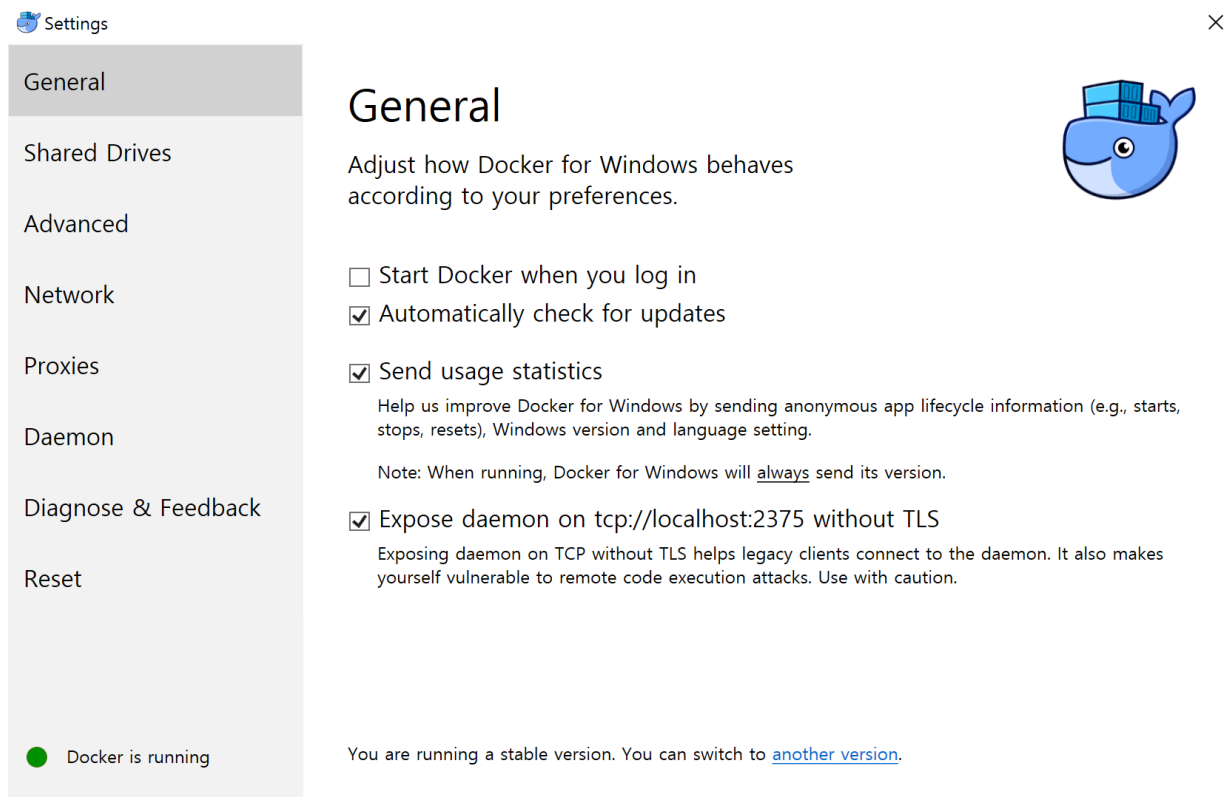 Settings
General
Shared Drives
Advanced
Network
Proxies
Daemon
Diagnose & Feedback
Reset
Docker is running
General
Adjust how Docker for Windows behaves
according to your preferences.
Start Docker when you log in
Automatically check for updates
Send usage statistics
Help us improve Docker for Windows by sending anonymous app lifecycle information (e.g., starts,
stops, resets), Windows version and language setting.
Note: When running, Docker for Windows will always send its version.
Expose daemon on tcp://localhost:2375 without TLS
Exposing daemon on TCP without TLS helps legacy clients connect to the daemon. It also makes
yourself vulnerable to remote code execution attacks. Use with caution.
You are running a stable version. You can switch to another version.